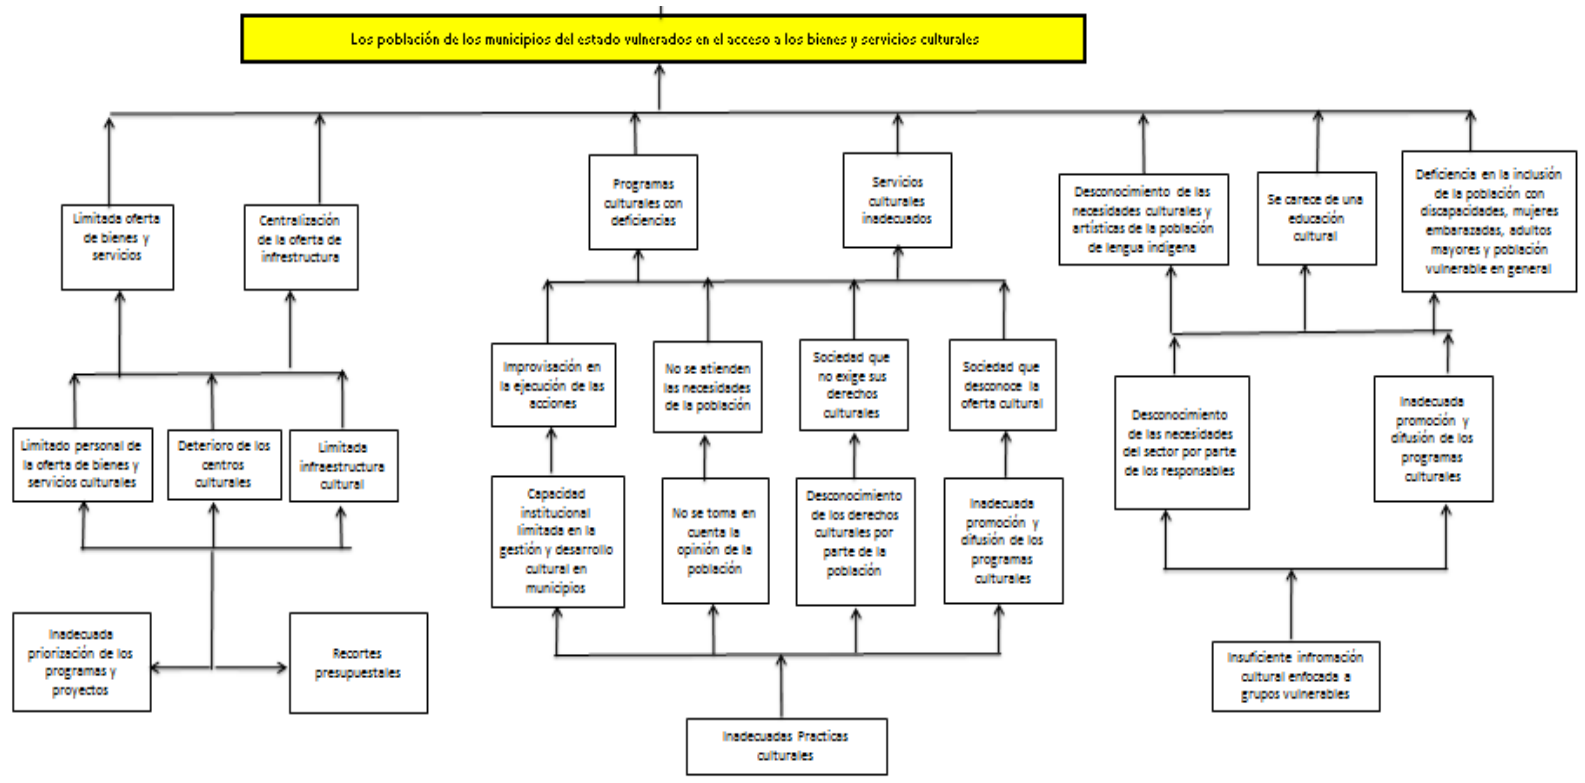 Los población de los municipios del estado vulnerados en el acceso a los bienes y servicios culturales
Limitada oferta
de bienes y
servicios
Centralización
de la oferta de
infrestructura
Programas
culturales con
deficiencias
Servicios
culturales
inadecuados
Desconocimiento de las
necesidades culturales y
artísticas de la población
de lengua indigena
Se carece de una
educación
cultural
Deficiencia en la inclusión
de la población con
discapacidades, mujeres
embarazadas, adultos
mayores y población
vulnerable en general
Limitado personal de
la oferta de bienes y
servicios culturales
Deterioro de los
centros
culturales
Limitada
infraestructura
cultural
Improvisación en
la ejecución de las
acciones
No se atienden
las necesidades
de la población
Sociedad que
no exige sus
derechos
culturales
Sociedad que
desconoce la
oferta cultural
Desconocimiento
de las necesidades
del sector por parte
de los responsables
Inadecuada
promoción y
difusión de los
programas
culturales
Capacidad
institucional
limitada en la
gestión y desarrollo
cultural en
municipios
No se toma en
cuenta la
opinión de la
población
Desconocimiento
de los derechos
culturales por
parte de la
población
Inadecuada
promoción y
difusión de los
programas
culturales
Inadecuada
priorización de los
programas y
proyectos
Recortes
presupuestales
Inadecuadas Practicas
culturales
Insuficiente infromación
cultural enfocada a
grupos vulnerables